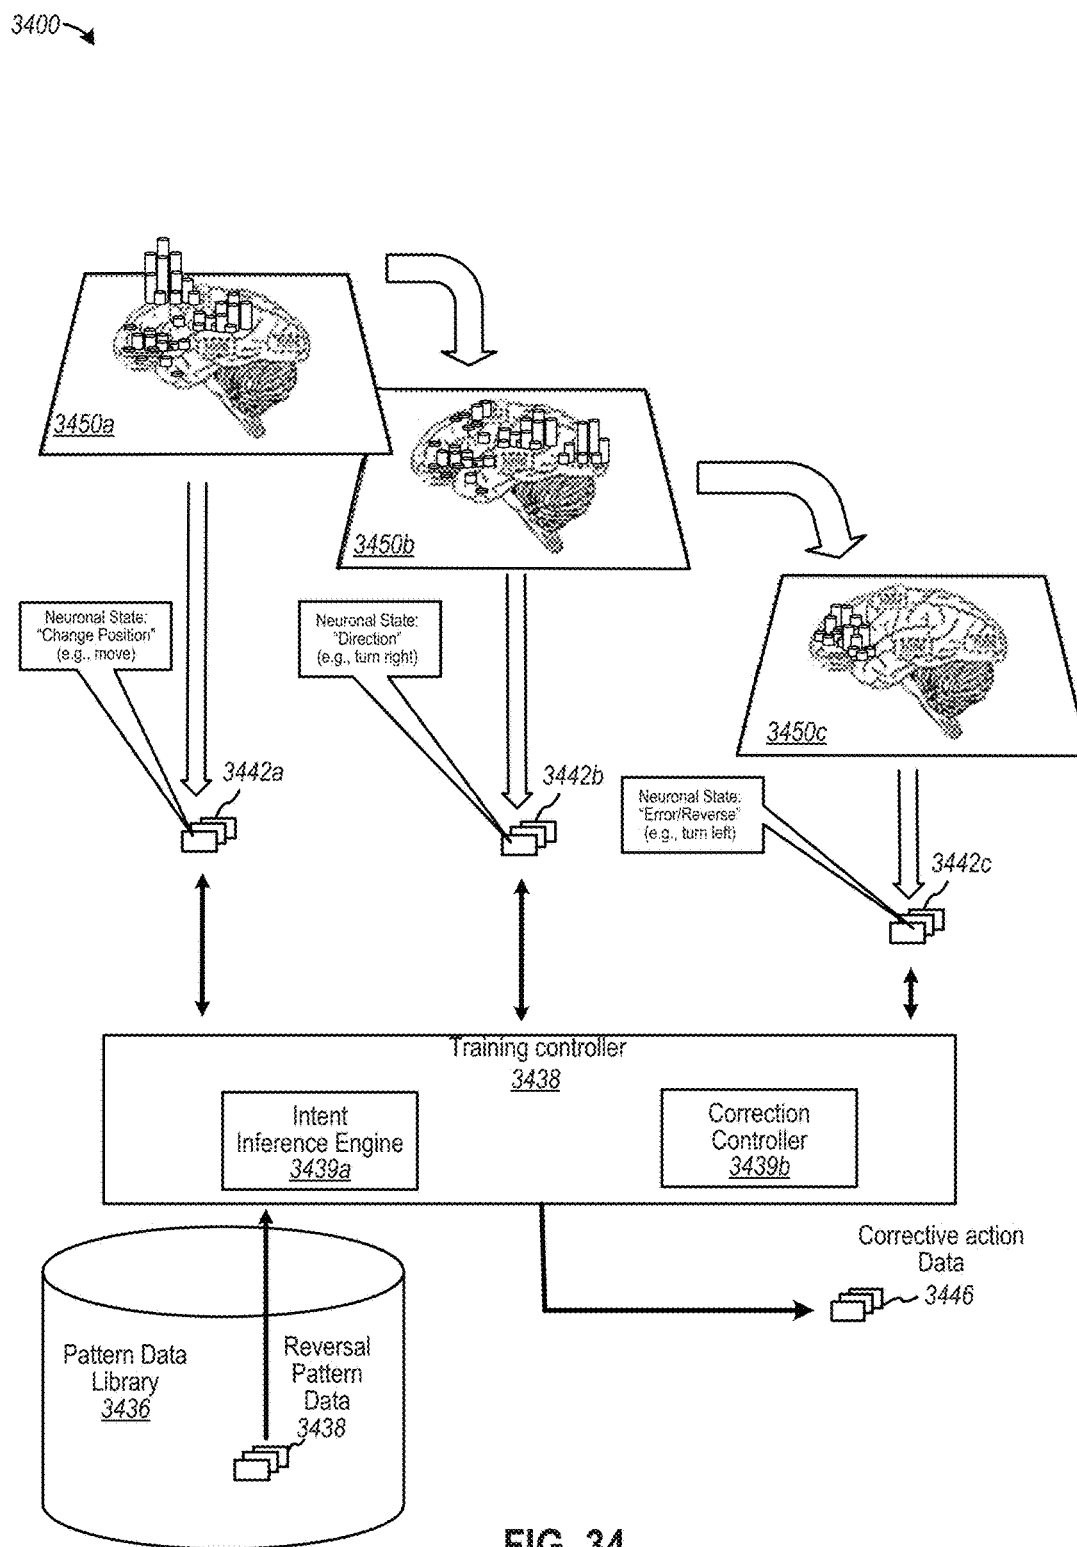 3400
3450a
3450b
3450c
Neuronal State:
"Change Position"
(e.g., move)
Neuronal State:
"Direction"
(e.g., turn right)
Neuronal State:
"Error/Reverse"
(e.g., turn left)
3442a
3442b
3442c
Training controller
3438
Intent
Inference Engine
3439a
Correction
Controller
3439b
Corrective action
Data
3446
Pattern Data
Library
3436
Reversal
Pattern
Data
3438
FIG. 34